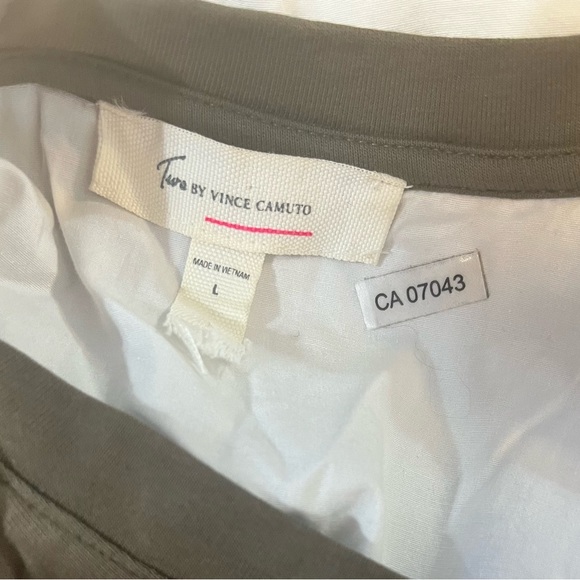 Two BY VINCE CAMUTO
MADE IN VIETNAM
L
CA 07043